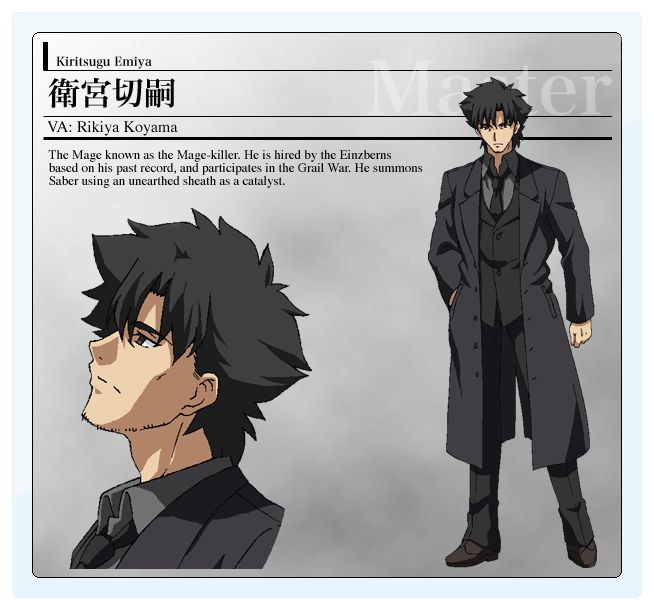 Kiritsugu Emiya
Master
衛宮切嗣
VA: Rikiya Koyama
The Mage known as the Mage-killer. He is hired by the Einzberns
based on his past record, and participates in the Grail War. He summons
Saber using an unearthed sheath as a catalyst.